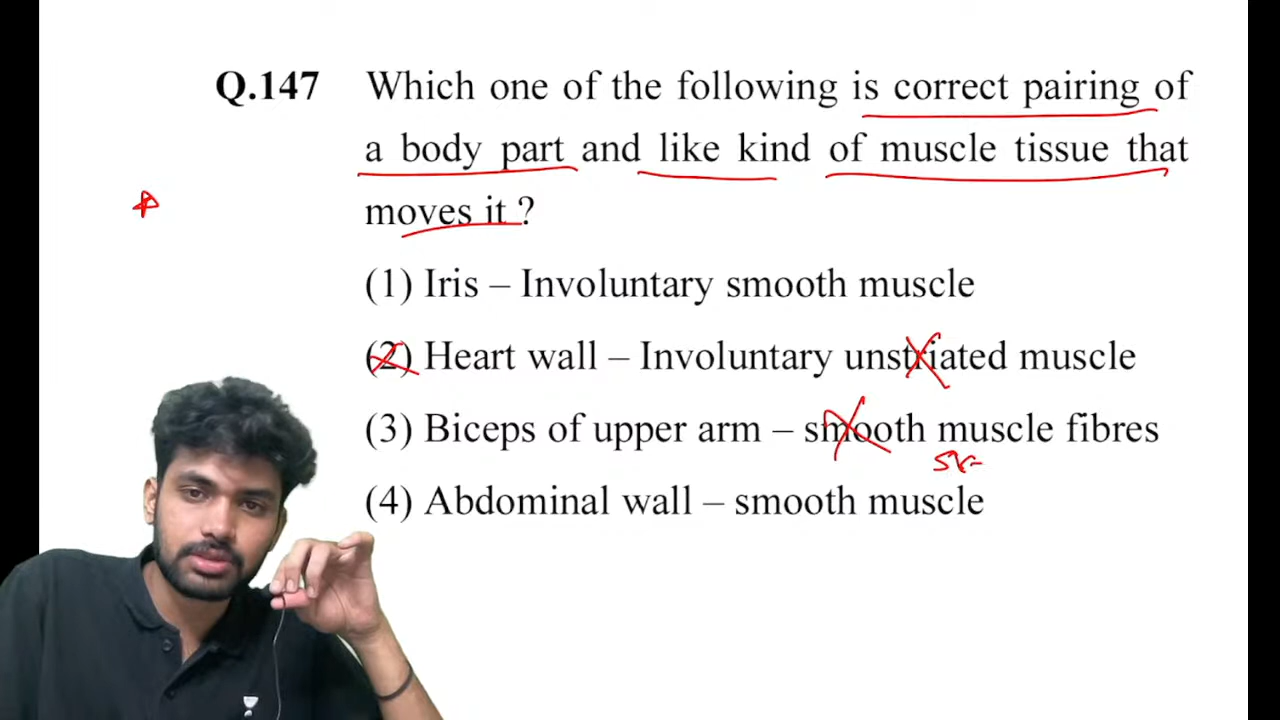 Q.147 Which one of the following is correct pairing of
a body part and like kind of muscle tissue that
moves it ?
(1) Iris – Involuntary smooth muscle
(2) Heart wall – Involuntary unstriated muscle
(3) Biceps of upper arm – smooth muscle fibres
(4) Abdominal wall – smooth muscle